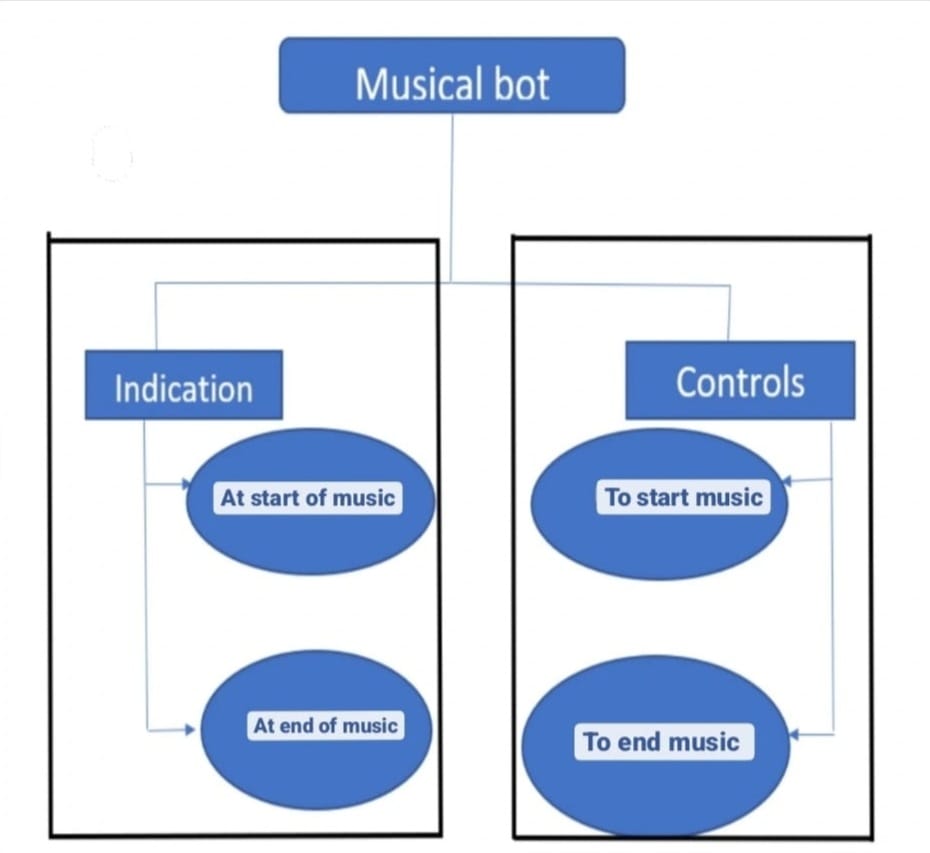 Musical bot
Indication
At start of music
At end of music
Controls
To start music
To end music